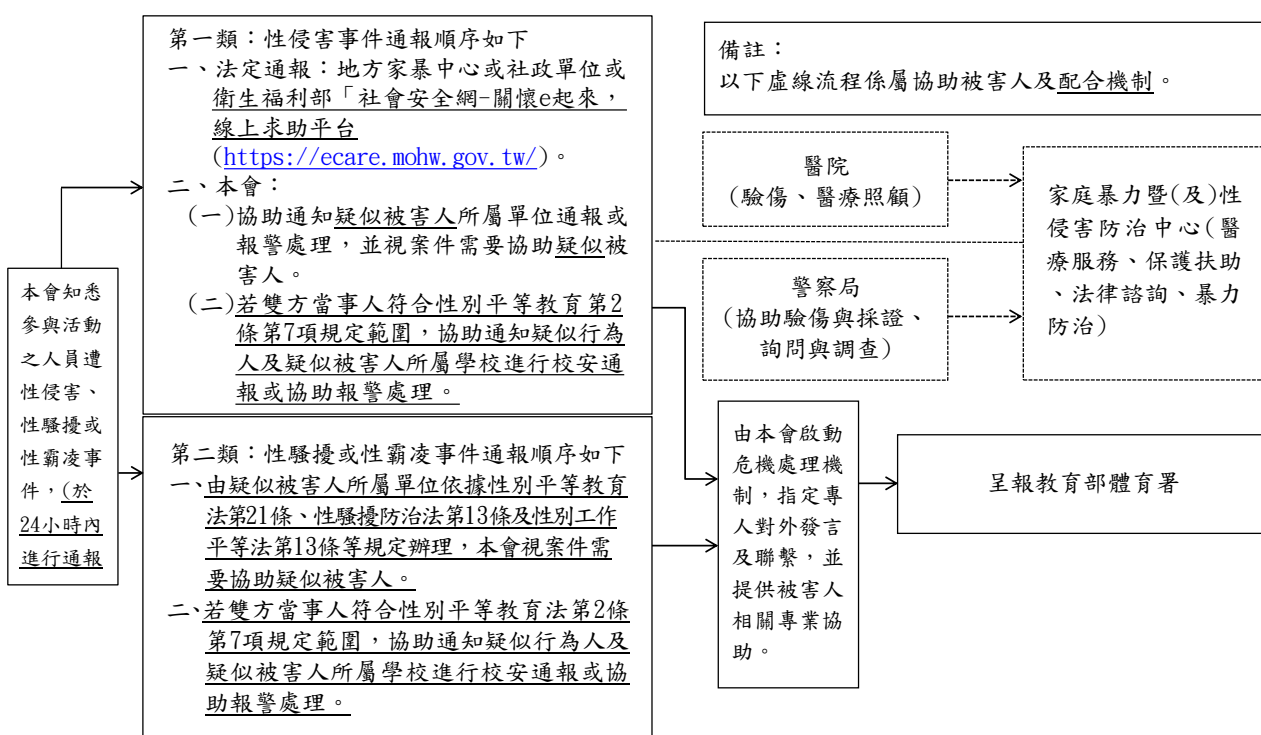 本會知悉
參與活動
之人員遭
性侵害、
性騷擾或
性霸凌事
件，(於
24小時內
進行通報
第一類：性侵害事件通報順序如下
一、法定通報：地方家暴中心或社政單位或
衛生福利部「社會安全網-關懷e起來，
線上求助平台
(https://ecare.mohw.gov.tw/)。
二、本會：
(一)協助通知疑似被害人所屬單位通報或
報警處理，並視案件需要協助疑似被
害人。
(二)若雙方當事人符合性別平等教育第2
條第7項規定範圍，協助通知疑似行為
人及疑似被害人所屬學校進行校安通
報或協助報警處理。
第二類：性騷擾或性霸凌事件通報順序如下
一、由疑似被害人所屬單位依據性別平等教育
法第21條、性騷擾防治法第13條及性別工作
平等法第13條等規定辦理，本會視案件需
要協助疑似被害人。
二、若雙方當事人符合性別平等教育法第2條
第7項規定範圍，協助通知疑似行為人及
疑似被害人所屬學校進行校安通報或協
助報警處理。
備註：
以下虛線流程係屬協助被害人及配合機制。
醫院
(驗傷、醫療照顧)
警察局
(協助驗傷與採證、
詢問與調查)
家庭暴力暨(及)性
侵害防治中心(醫
療服務、保護扶助
、法律諮詢、暴力
防治)
由本會啟動
危機處理機
制，指定專
人對外發言
及聯繫，並
提供被害人
相關專業協
助。
呈報教育部體育署